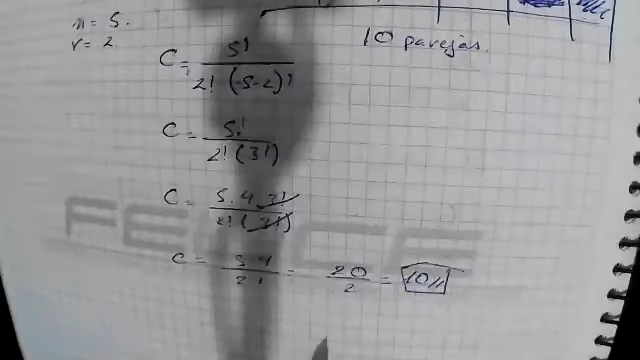 n = 5.
r = 2
10 parejas.
C = 5! / 2! (5-2)!
C = 5! / 2! (3!)
C = 5.4 3! / 2! (3!)
C = 5.4 / 2! = 20 / 2 = 10 //
FENCE